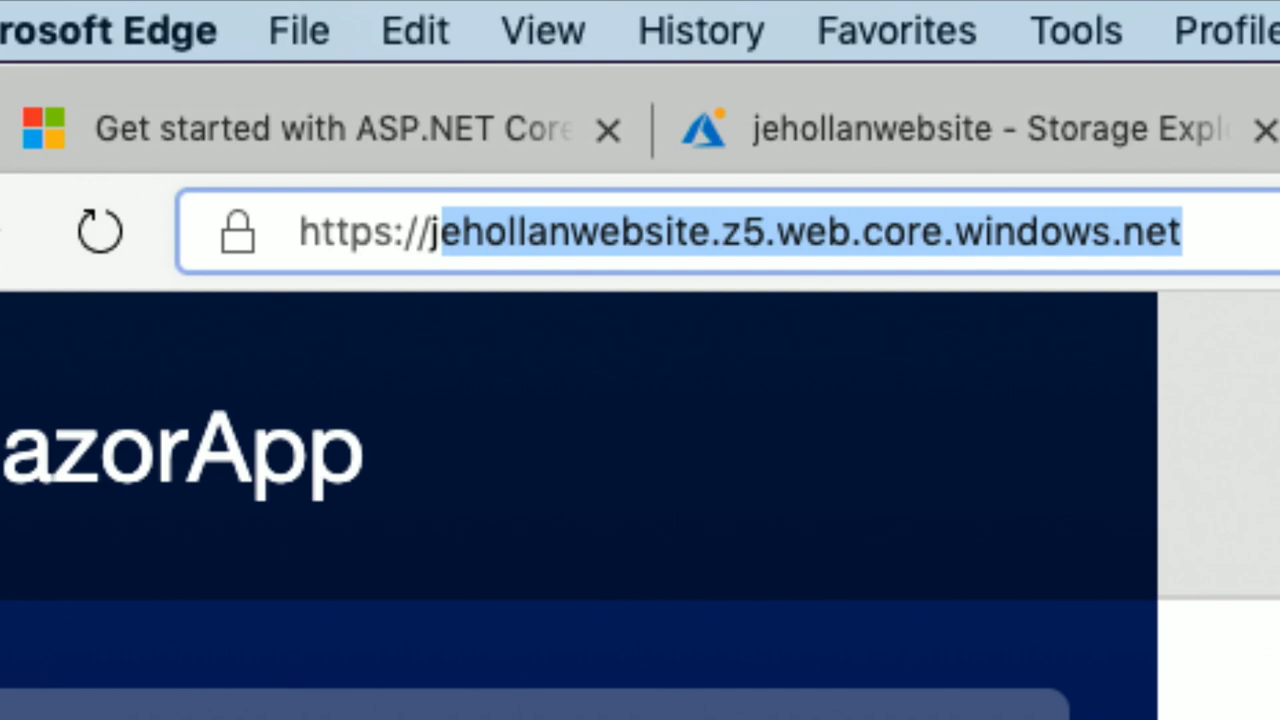 rosoft Edge File Edit View History Favorites Tools Profile
Get started with ASP.NET Core jehollanwebsite - Storage Expl
https://jehollanwebsite.z5.web.core.windows.net
azorApp